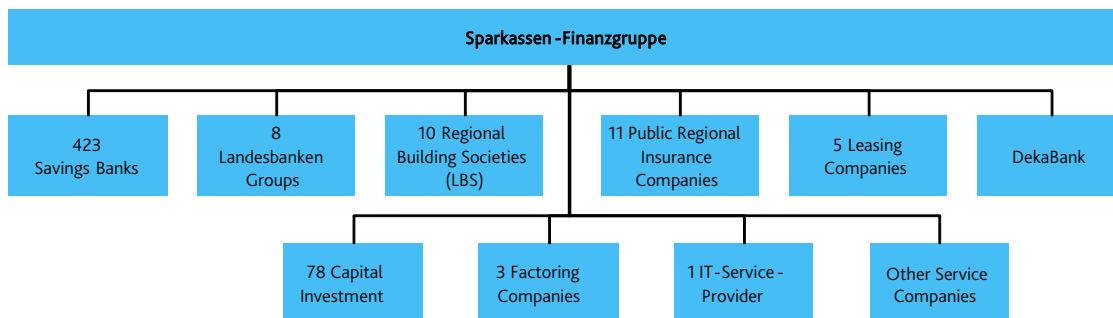 Sparkassen-Finanzgruppe
423
Savings Banks
8
Landesbanken
Groups
10 Regional
Building Societies
(LBS)
11 Public Regional
Insurance
Companies
5 Leasing
Companies
DekaBank
78 Capital
Investment
3 Factoring
Companies
1 IT-Service-
Provider
Other Service
Companies